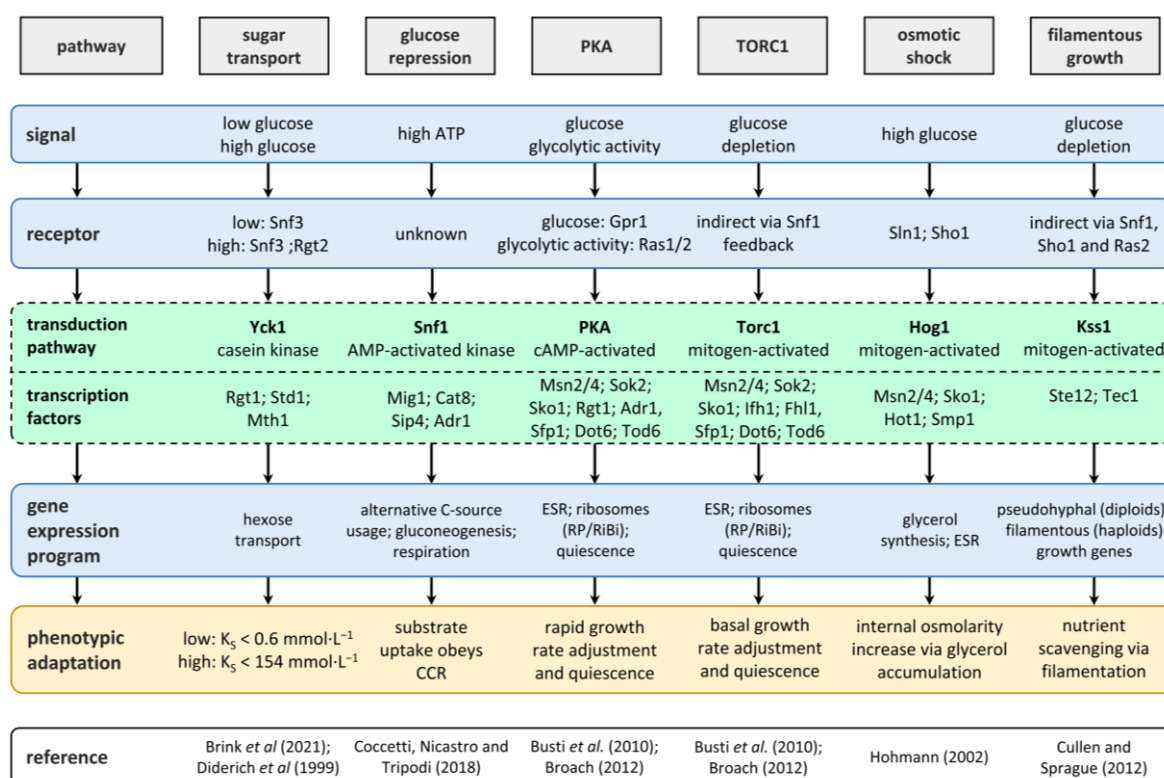 pathway
sugar
transport
glucose
repression
PKA
TORC1
osmotic
shock
filamentous
growth
signal
low glucose
high glucose
high ATP
glucose
glycolytic activity
glucose
depletion
high glucose
glucose
depletion
receptor
low: Snf3
high: Snf3 ;Rgt2
unknown
glucose: Gpr1
glycolytic activity: Ras1/2
indirect via Snf1
feedback
Sln1; Sho1
indirect via Snf1,
Sho1 and Ras2
transduction
pathway
Yck1
casein kinase
Snf1
AMP-activated kinase
PKA
cAMP-activated
Torc1
mitogen-activated
Hog1
mitogen-activated
Kss1
mitogen-activated
transcription
factors
Rgt1; Std1;
Mth1
Mig1; Cat8;
Sip4; Adr1
Msn2/4; Sok2;
Sko1; Rgt1; Adr1,
Sfp1; Dot6; Tod6
Msn2/4; Sok2;
Sko1; Ifh1; Fhl1,
Sfp1; Dot6; Tod6
Msn2/4; Sko1;
Hot1; Smp1
Ste12; Tec1
gene
expression
program
hexose
transport
alternative C-source
usage; gluconeogenesis;
respiration
ESR; ribosomes
(RP/RiBi);
quiescence
ESR; ribosomes
(RP/RiBi);
quiescence
glycerol
synthesis; ESR
pseudohyphal (diploids)
filamentous (haploids)
growth genes
phenotypic
adaptation
low: K_S < 0.6 mmol·L⁻¹
high: K_S < 154 mmol·L⁻¹
substrate
uptake obeys
CCR
rapid growth
rate adjustment
and quiescence
basal growth
rate adjustment
and quiescence
internal osmolarity
increase via glycerol
accumulation
nutrient
scavenging via
filamentation
reference
Brink et al (2021);
Diderich et al (1999)
Coccetti, Nicastro and
Tripodi (2018)
Busti et al. (2010);
Broach (2012)
Busti et al. (2010);
Broach (2012)
Hohmann (2002)
Cullen and
Sprague (2012)